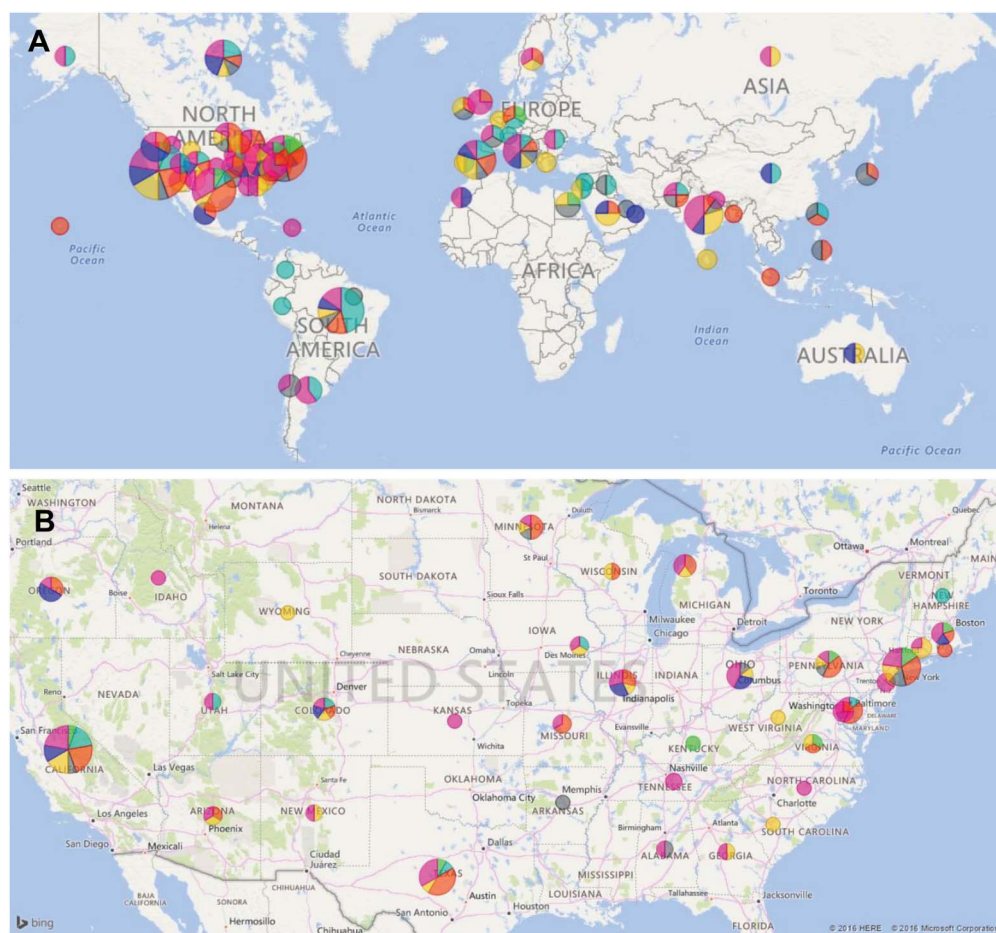 A
NORTH
AMERICA
EUROPE
ASIA
Atlantic
Ocean
Pacific
Ocean
AFRICA
SOUTH
AMERICA
Indian
Ocean
AUSTRALIA
Pacific Ocean
B
Seattle
WASHINGTON
MONTANA
Helena
NORTH DAKOTA
Bismarck
Duluth
MINNESOTA
Quebec
Portland
Ottawa
Montreal
MAIN
St Paul
WISCONSIN
VERMONT
OREGON
Boise
IDAHO
SOUTH DAKOTA
Sioux Falls
MICHIGAN
Toronto
NEW
HAMPSHIRE
WYOMING
Milwaukee
NEW YORK
Boston
IOWA
Chicago
Detroit
Cheyenne
NEBRASKA
Omaha
Des Moines
Salt Lake City
UNITED STATES
Lincoln
ILLINOIS
INDIANA
OHIO
Columbus
PENNSYLVANIA
Reno
NEVADA
Denver
Indianapolis
Trenton
New York
UTAH
COLORADO
KANSAS
Topeka
Washington
Baltimore
DELAWARE
MARYLAND
San Francisco
Wichita
MISSOURI
Evansville
WEST VIRGINIA
KENTUCKY
VIRGINIA
CALIFORNIA
Las Vegas
Santa Fe
Nashville
TENNESSEE
NORTH CAROLINA
OKLAHOMA
Oklahoma City
Memphis
ARKANSAS
Charlotte
Los Angeles
ARIZONA
Phoenix
NEW MEXICO
SOUTH CAROLINA
Birmingham
Atlanta
San Diego
Mexicali
Dallas
ALABAMA
GEORGIA
Ciudad
Juárez
TEXAS
MISSISSIPPI
BAJA
CALIFORNIA
SONORA
CHIHUAHUA
Austin
LOUISIANA
Tallahassee
Jacksonville
San Antonio
Houston
bing
Hermosillo
Chihuahua
FLORIDA
© 2016 HERE © 2016 Microsoft Corporation